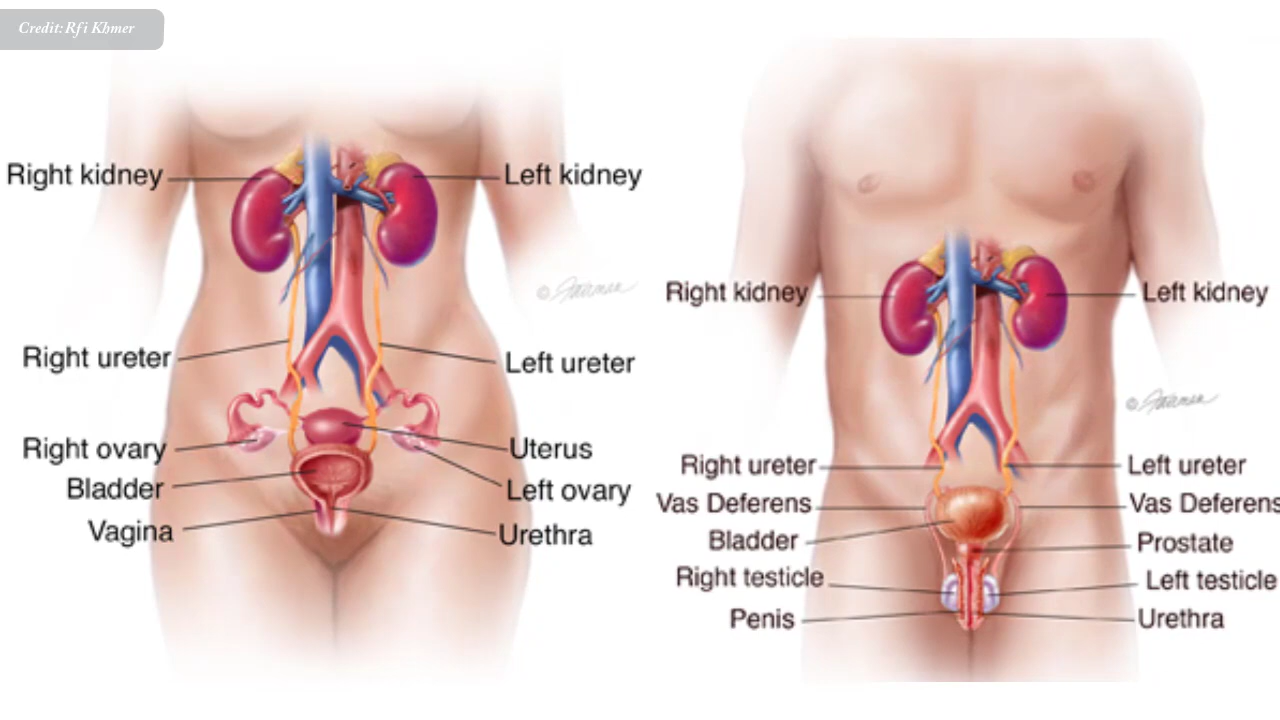 Credit: Rfi Khmer
Right kidney
Left kidney
Right ureter
Left ureter
Right ovary
Uterus
Bladder
Left ovary
Vagina
Urethra
©
Right kidney
Left kidney
©
Right ureter
Left ureter
Vas Deferens
Vas Deferens
Bladder
Prostate
Right testicle
Left testicle
Penis
Urethra